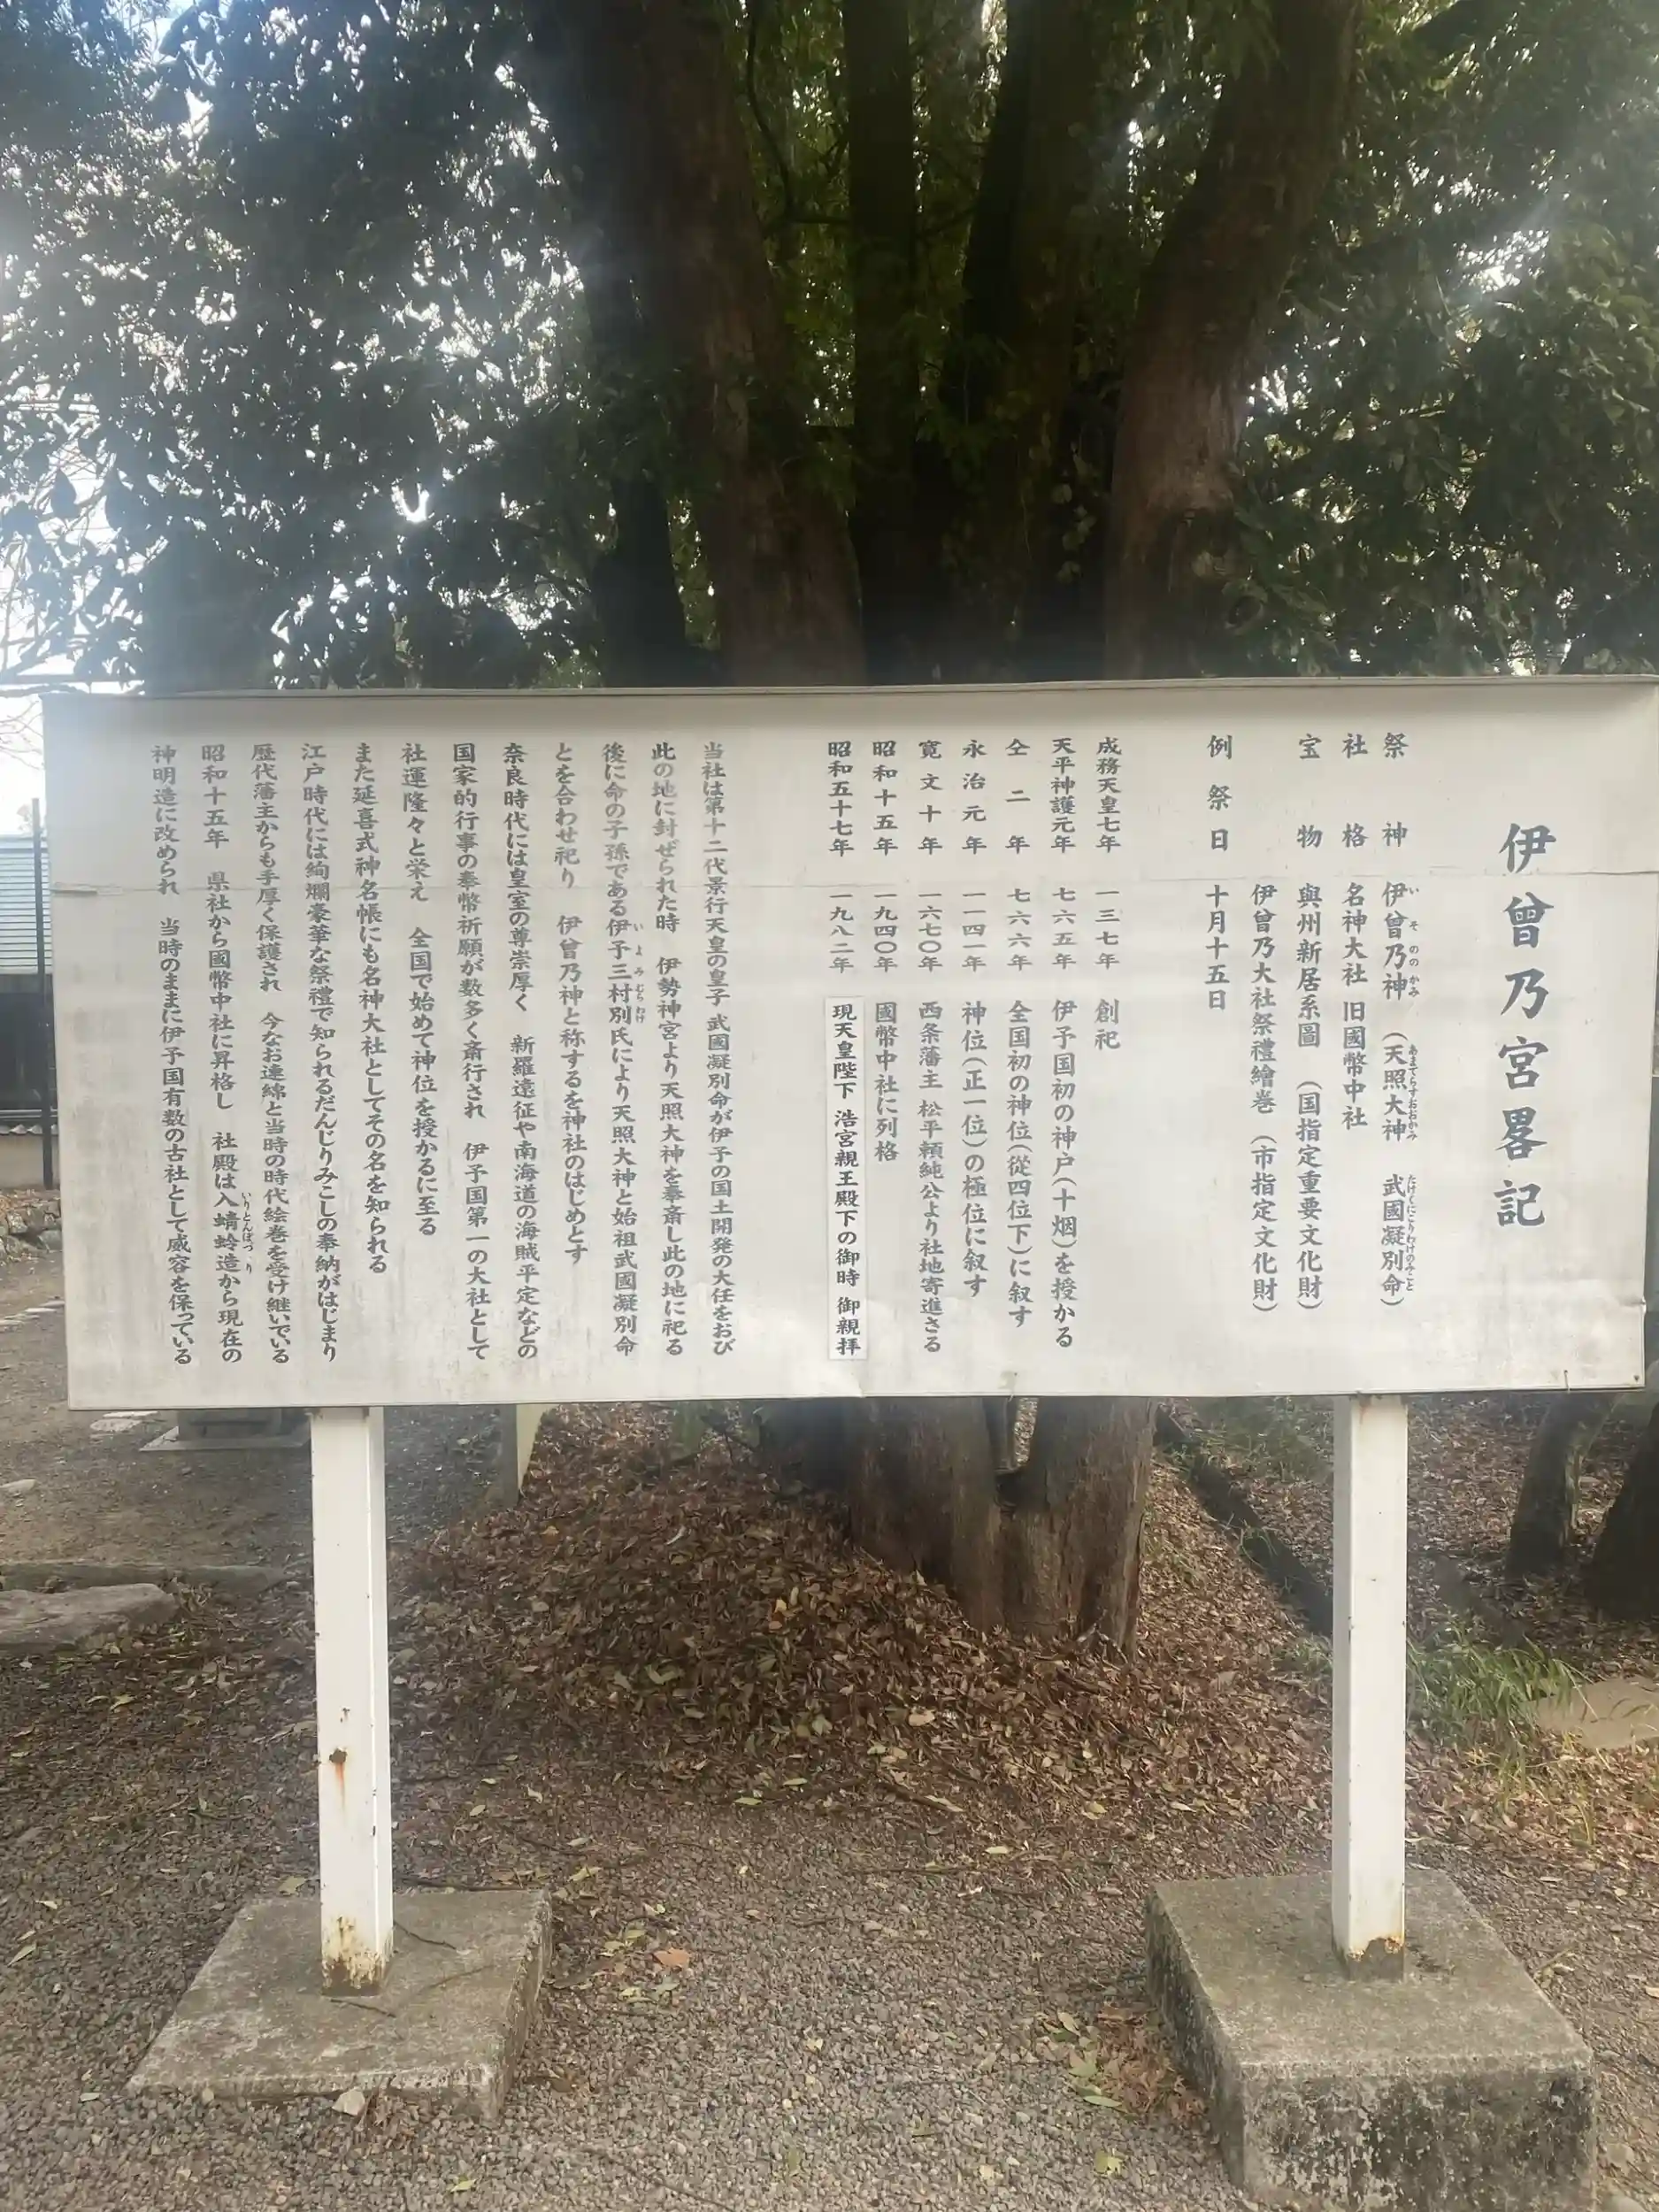 伊曽乃宮畧記
祭神 伊曽乃神 (天照大神 武國凝別命)
社格 名神大社 旧國幣中社
宝物 與州新居系圖 (国指定重要文化財)
伊曽乃大社祭禮繪巻 (市指定文化財)
例祭日 十月十五日
成務天皇七年 一三七年 創祀
天平神護元年 七六五年 伊予国初の神戸(十烟)を授かる
仝二年 七六六年 全国初の神位(従四位下)に叙す
永治元年 一一四一年 神位(正一位)の極位に叙す
寛文十年 一六七〇年 西条藩主 松平頼純公より社地寄進さる
昭和十五年 一九四〇年 國幣中社に列格
昭和五十七年 一九八二年 現天皇陛下 浩宮親王殿下の御時 御親拝
当社は第十二代景行天皇の皇子 武國凝別命が伊予の国土開発の大任をおび
此の地に封ぜられた時 伊勢神宮より天照大神を奉斎し此の地に祀る
後に命の子孫である伊予三村別氏により天照大神と始祖武國凝別命
とを合わせ祀り 伊曽乃神と称するを神社のはじめとす
奈良時代には皇室の尊崇厚く 新羅遠征や南海道の海賊平定などの
国家的行事の奉幣祈願が数多く斎行され 伊予国第一の大社として
社運隆々と栄え 全国で始めて神位を授かるに至る
また延喜式神名帳にも名神大社としてその名を知られる
江戸時代には絢爛豪華な祭禮で知られるだんじりみこしの奉納がはじまり
歴代藩主からも手厚く保護され 今なお連綿と当時の時代絵巻を受け継いでいる
昭和十五年 県社から國幣中社に昇格し 社殿は入蜻蛉造から現在の
神明造に改められ 当時のままに伊予国有数の古社として威容を保っている